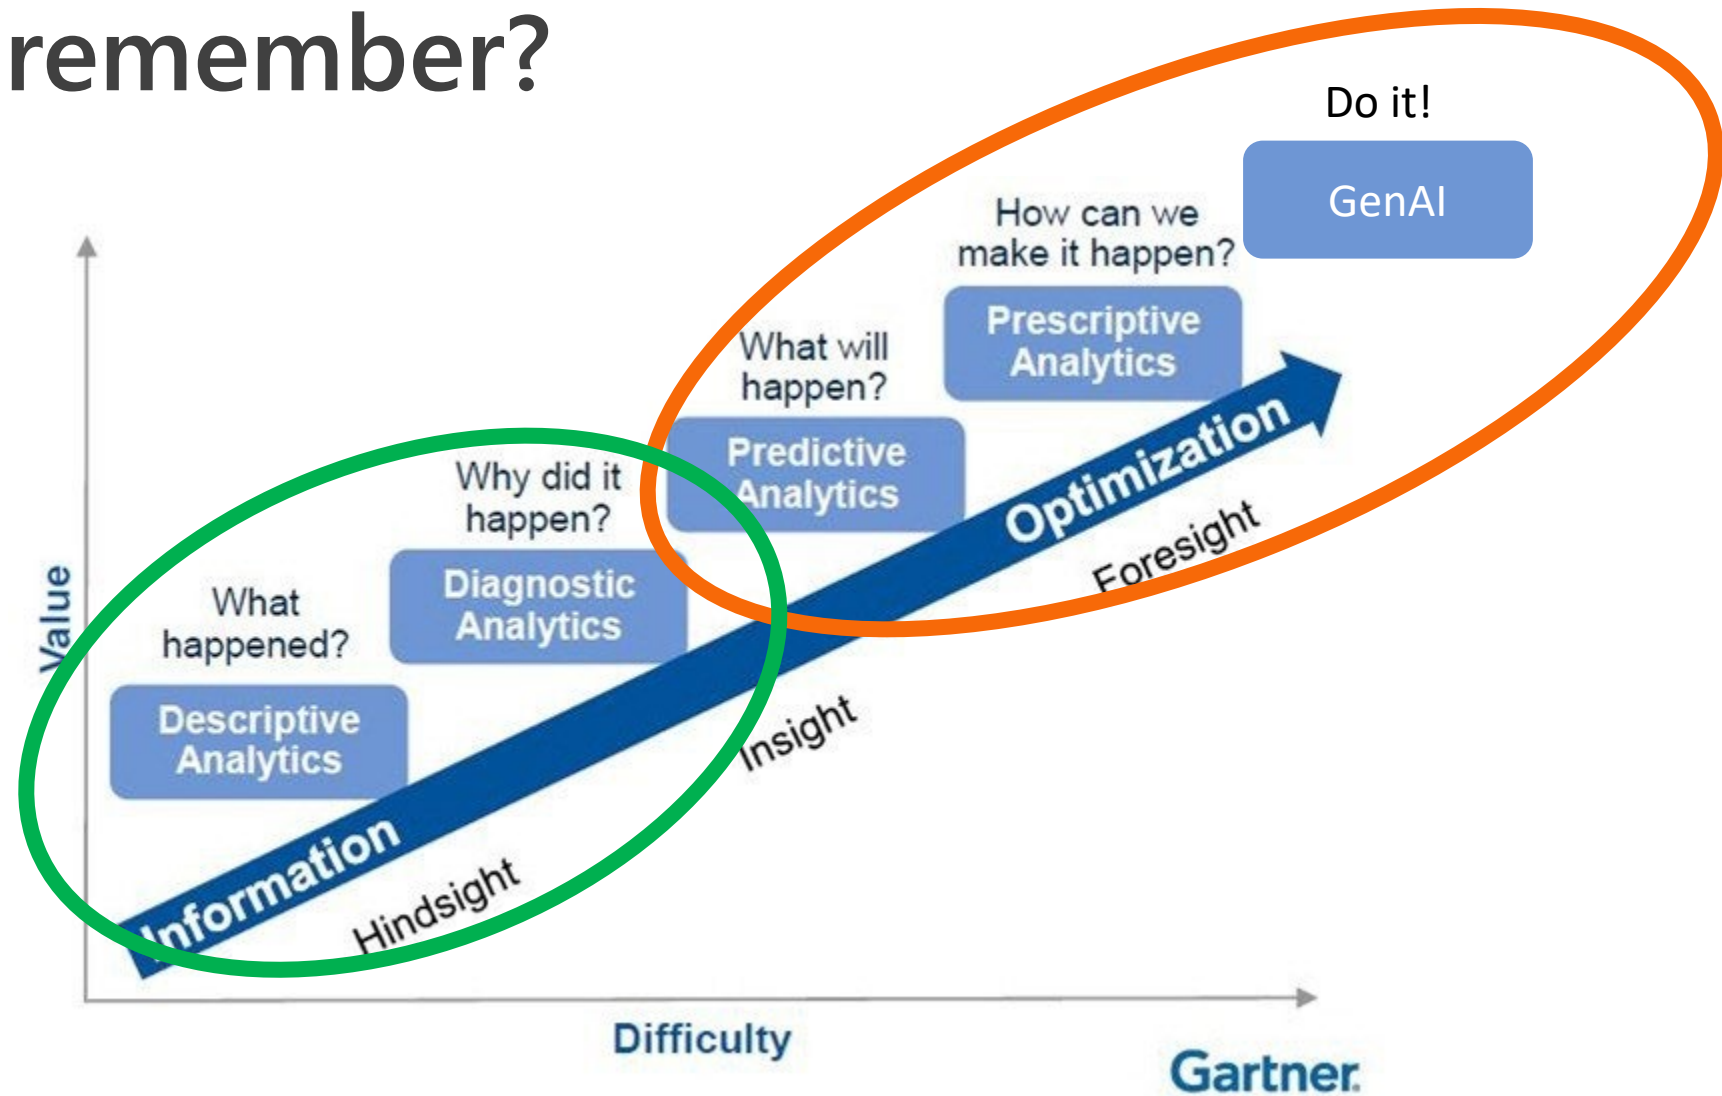 remember?
Do it!
GenAI
How can we
make it happen?
Prescriptive
Analytics
What will
happen?
Predictive
Analytics
Why did it
happen?
Diagnostic
Analytics
What
happened?
Descriptive
Analytics
Value
Information
Optimization
Hindsight
Insight
Foresight
Difficulty
Gartner.